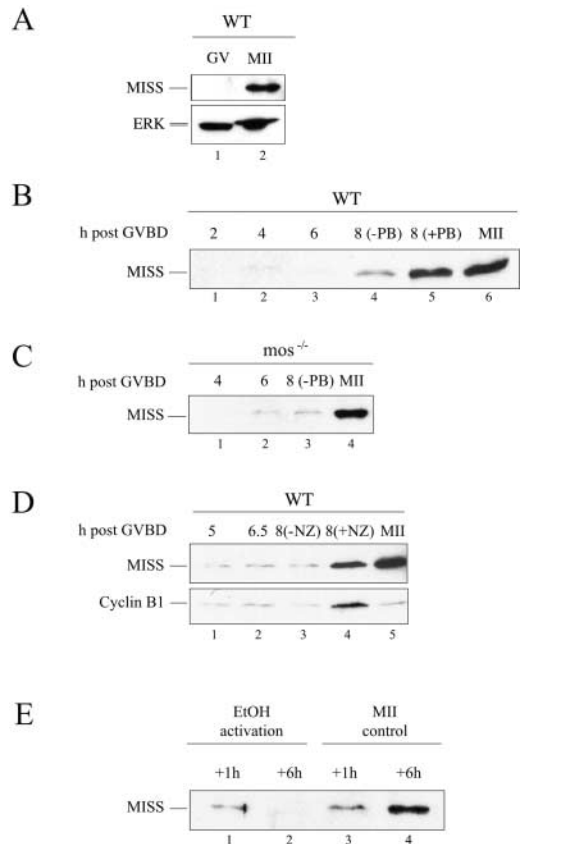 A
WT
GV MII
MISS
ERK
1 2
B
WT
h post GVBD 2 4 6 8 (-PB) 8 (+PB) MII
MISS
1 2 3 4 5 6
C
mos -/-
h post GVBD 4 6 8 (-PB) MII
MISS
1 2 3 4
D
WT
h post GVBD 5 6.5 8(-NZ) 8(+NZ) MII
MISS
Cyclin B1
1 2 3 4 5
E
EtOH activation MII control
+1h +6h +1h +6h
MISS
1 2 3 4